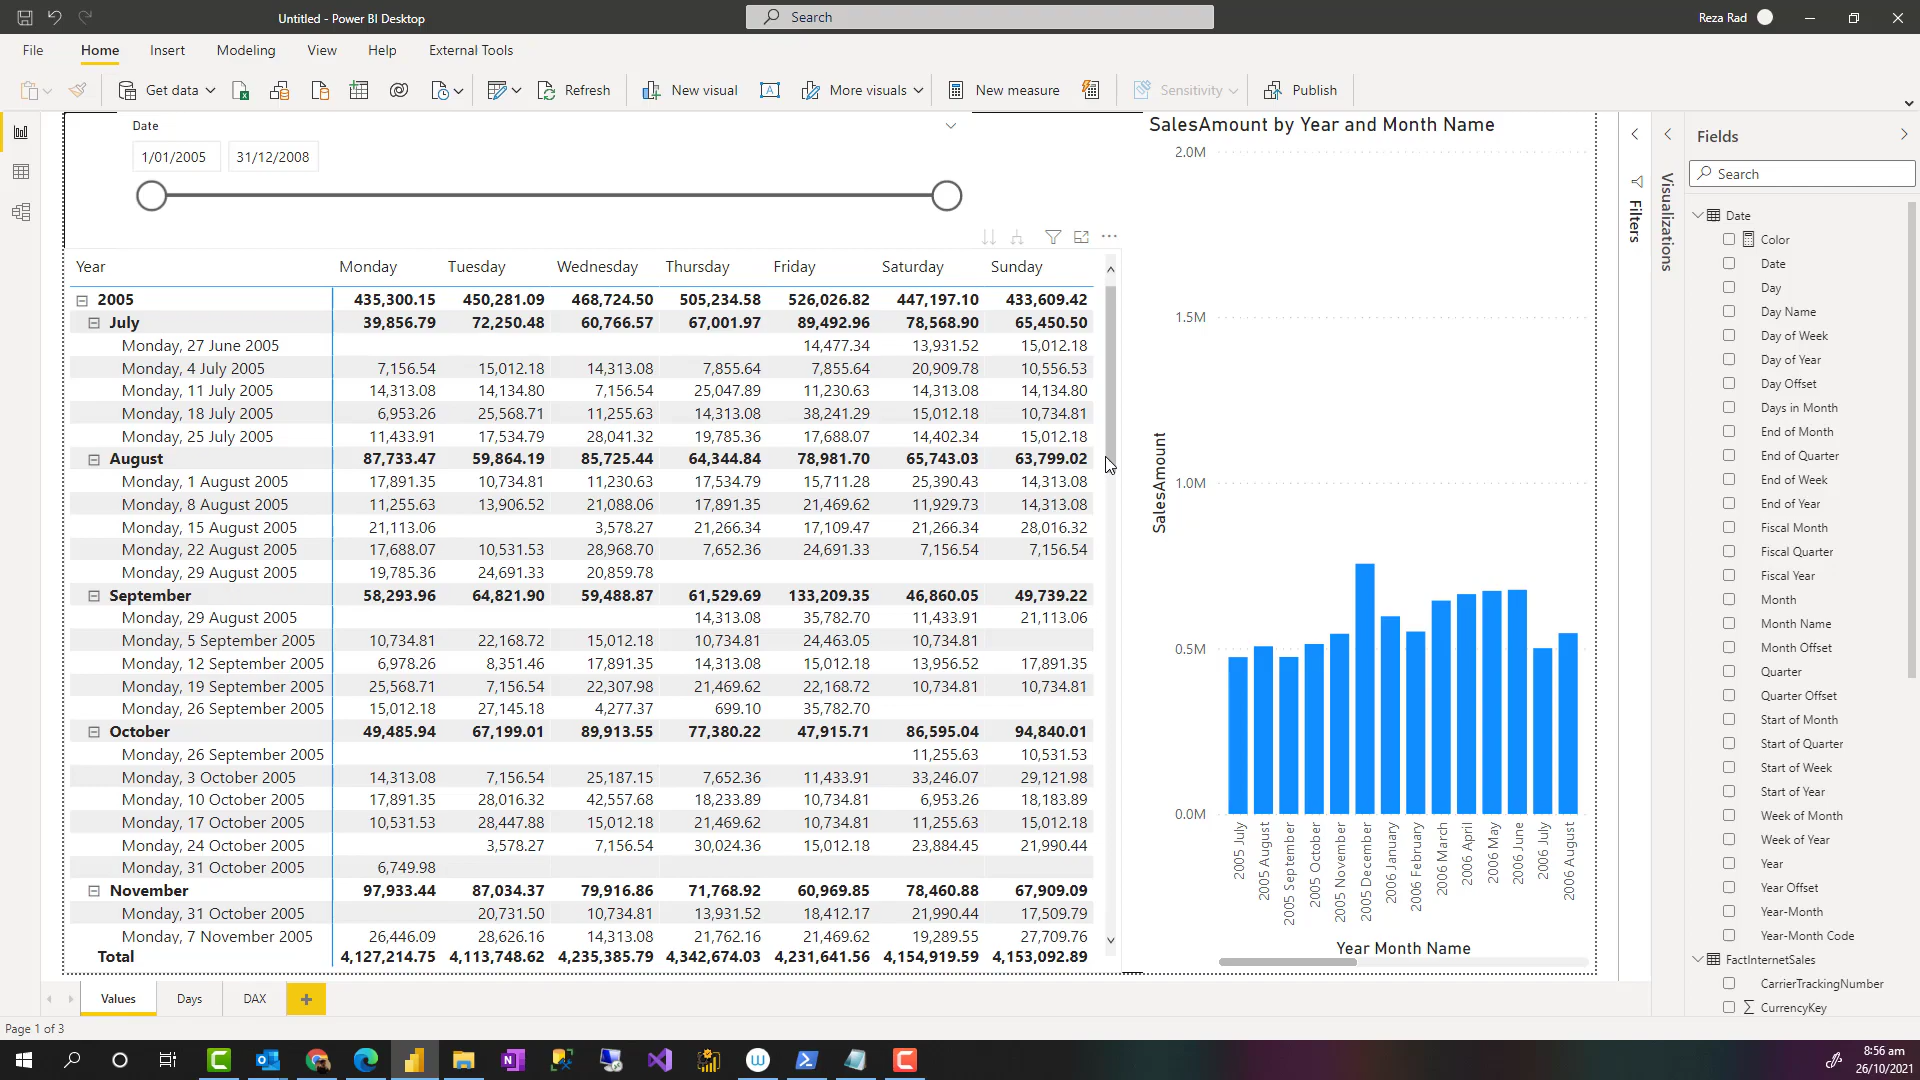 Untitled - Power BI Desktop
Search
Reza Rad
File Home Insert Modeling View Help External Tools
Get data Refresh New visual More visuals New measure Sensitivity Publish
Date
1/01/2005 31/12/2008
Year Monday Tuesday Wednesday Thursday Friday Saturday Sunday
2005 435,300.15 450,281.09 468,724.50 505,234.58 526,026.82 447,197.10 433,609.42
July 39,856.79 72,250.48 60,766.57 67,001.97 89,492.96 78,568.90 65,450.50
Monday, 27 June 2005 14,477.34 13,931.52 15,012.18
Monday, 4 July 2005 7,156.54 15,012.18 14,313.08 7,855.64 7,855.64 20,909.78 10,556.53
Monday, 11 July 2005 14,313.08 14,134.80 7,156.54 25,047.89 11,230.63 14,313.08 14,134.80
Monday, 18 July 2005 6,953.26 25,568.71 11,255.63 14,313.08 38,241.29 15,012.18 10,734.81
Monday, 25 July 2005 11,433.91 17,534.79 28,041.32 19,785.36 17,688.07 14,402.34 15,012.18
August 87,733.47 59,864.19 85,725.44 64,344.84 78,981.70 65,743.03 63,799.02
Monday, 1 August 2005 17,891.35 10,734.81 11,230.63 17,534.79 15,711.28 25,390.43 14,313.08
Monday, 8 August 2005 11,255.63 13,906.52 21,088.06 17,891.35 21,469.62 11,929.73 14,313.08
Monday, 15 August 2005 21,113.06 3,578.27 21,266.34 17,109.47 21,266.34 28,016.32
Monday, 22 August 2005 17,688.07 10,531.53 28,968.70 7,652.36 24,691.33 7,156.54 7,156.54
Monday, 29 August 2005 19,785.36 24,691.33 20,859.78
September 58,293.96 64,821.90 59,488.87 61,529.69 133,209.35 46,860.05 49,739.22
Monday, 29 August 2005 14,313.08 35,782.70 11,433.91 21,113.06
Monday, 5 September 2005 10,734.81 22,168.72 15,012.18 10,734.81 24,463.05 10,734.81
Monday, 12 September 2005 6,978.26 8,351.46 17,891.35 14,313.08 15,012.18 13,956.52 17,891.35
Monday, 19 September 2005 25,568.71 7,156.54 22,307.98 21,469.62 22,168.72 10,734.81 10,734.81
Monday, 26 September 2005 15,012.18 27,145.18 4,277.37 699.10 35,782.70
October 49,485.94 67,199.01 89,913.55 77,380.22 47,915.71 86,595.04 94,840.01
Monday, 26 September 2005 11,255.63 10,531.53
Monday, 3 October 2005 14,313.08 7,156.54 25,187.15 7,652.36 11,433.91 33,246.07 29,121.98
Monday, 10 October 2005 17,891.35 28,016.32 42,557.68 18,233.89 10,734.81 6,953.26 18,183.89
Monday, 17 October 2005 10,531.53 28,447.88 15,012.18 21,469.62 10,734.81 11,255.63 15,012.18
Monday, 24 October 2005 3,578.27 7,156.54 30,024.36 15,012.18 23,884.45 21,990.44
Monday, 31 October 2005 6,749.98
November 97,933.44 87,034.37 79,916.86 71,768.92 60,969.85 78,460.88 67,909.09
Monday, 31 October 2005 20,731.50 10,734.81 13,931.52 18,412.17 21,990.44 17,509.79
Monday, 7 November 2005 26,446.09 28,626.16 14,313.08 21,762.16 21,469.62 19,289.55 27,709.76
Total 4,127,214.75 4,113,748.62 4,235,385.79 4,342,674.03 4,231,641.56 4,154,919.59 4,153,092.89
SalesAmount by Year and Month Name
2.0M
1.5M
1.0M
0.5M
0.0M
SalesAmount
2005 July
2005 August
2005 September
2005 October
2005 November
2005 December
2006 January
2006 February
2006 March
2006 April
2006 May
2006 June
2006 July
2006 August
Year Month Name
Filters
Visualizations
Fields
Search
Date
Color
Date
Day
Day Name
Day of Week
Day of Year
Day Offset
Days in Month
End of Month
End of Quarter
End of Week
End of Year
Fiscal Month
Fiscal Quarter
Fiscal Year
Month
Month Name
Month Offset
Quarter
Quarter Offset
Start of Month
Start of Quarter
Start of Week
Start of Year
Week of Month
Week of Year
Year
Year Offset
Year-Month
Year-Month Code
FactInternetSales
CarrierTrackingNumber
CurrencyKey
Values Days DAX
Page 1 of 3
8:56 am
26/10/2021